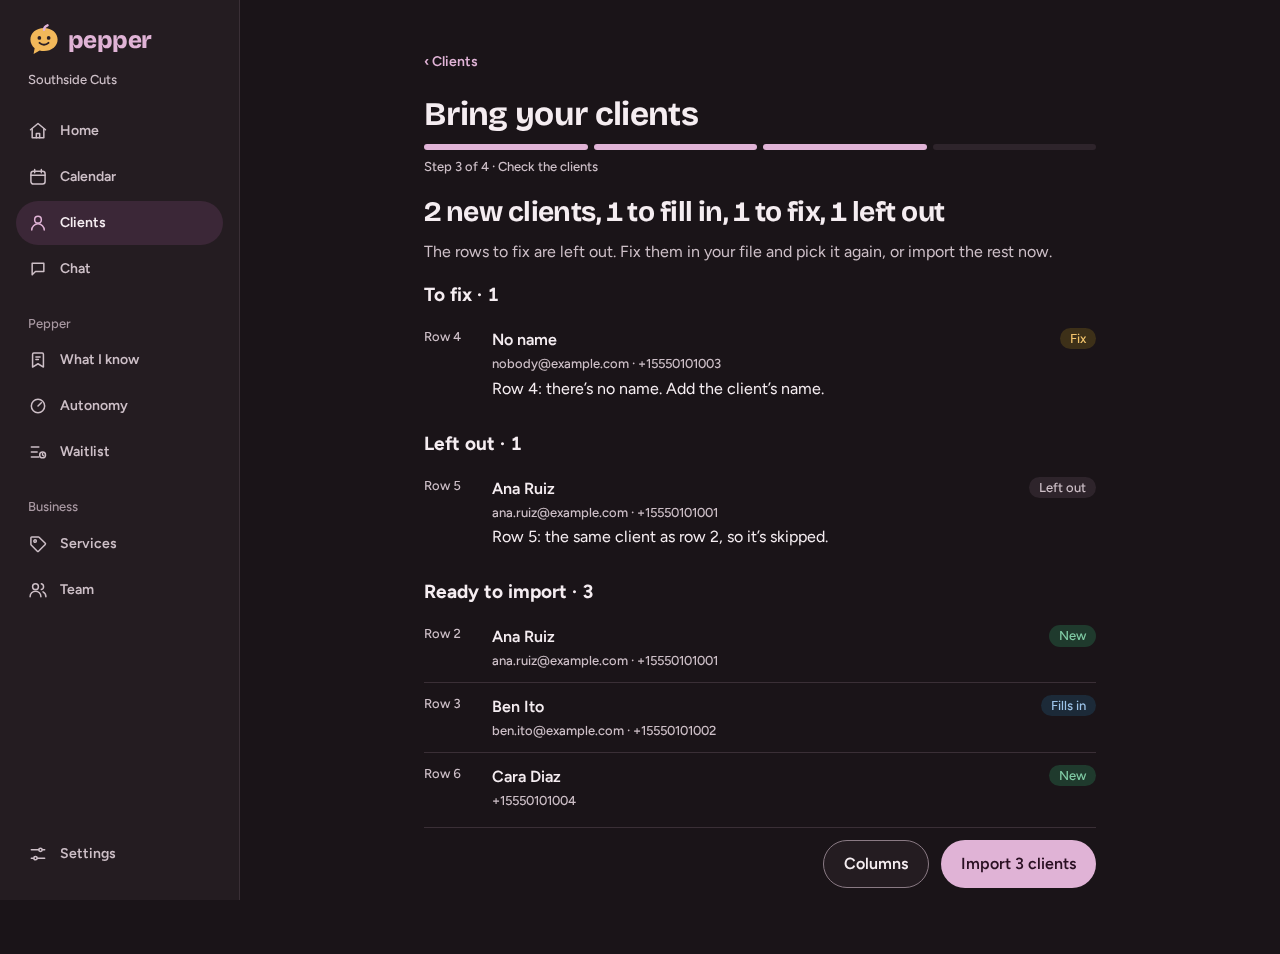 pepper
Southside Cuts
Home
Calendar
Clients
Chat
Pepper
What I know
Autonomy
Waitlist
Business
Services
Team
Settings
‹ Clients
Bring your clients
Step 3 of 4 · Check the clients
2 new clients, 1 to fill in, 1 to fix, 1 left out
The rows to fix are left out. Fix them in your file and pick it again, or import the rest now.
To fix · 1
Row 4
No name
Fix
nobody@example.com · +15550101003
Row 4: there’s no name. Add the client’s name.
Left out · 1
Row 5
Ana Ruiz
Left out
ana.ruiz@example.com · +15550101001
Row 5: the same client as row 2, so it’s skipped.
Ready to import · 3
Row 2
Ana Ruiz
New
ana.ruiz@example.com · +15550101001
Row 3
Ben Ito
Fills in
ben.ito@example.com · +15550101002
Row 6
Cara Diaz
New
+15550101004
Columns
Import 3 clients